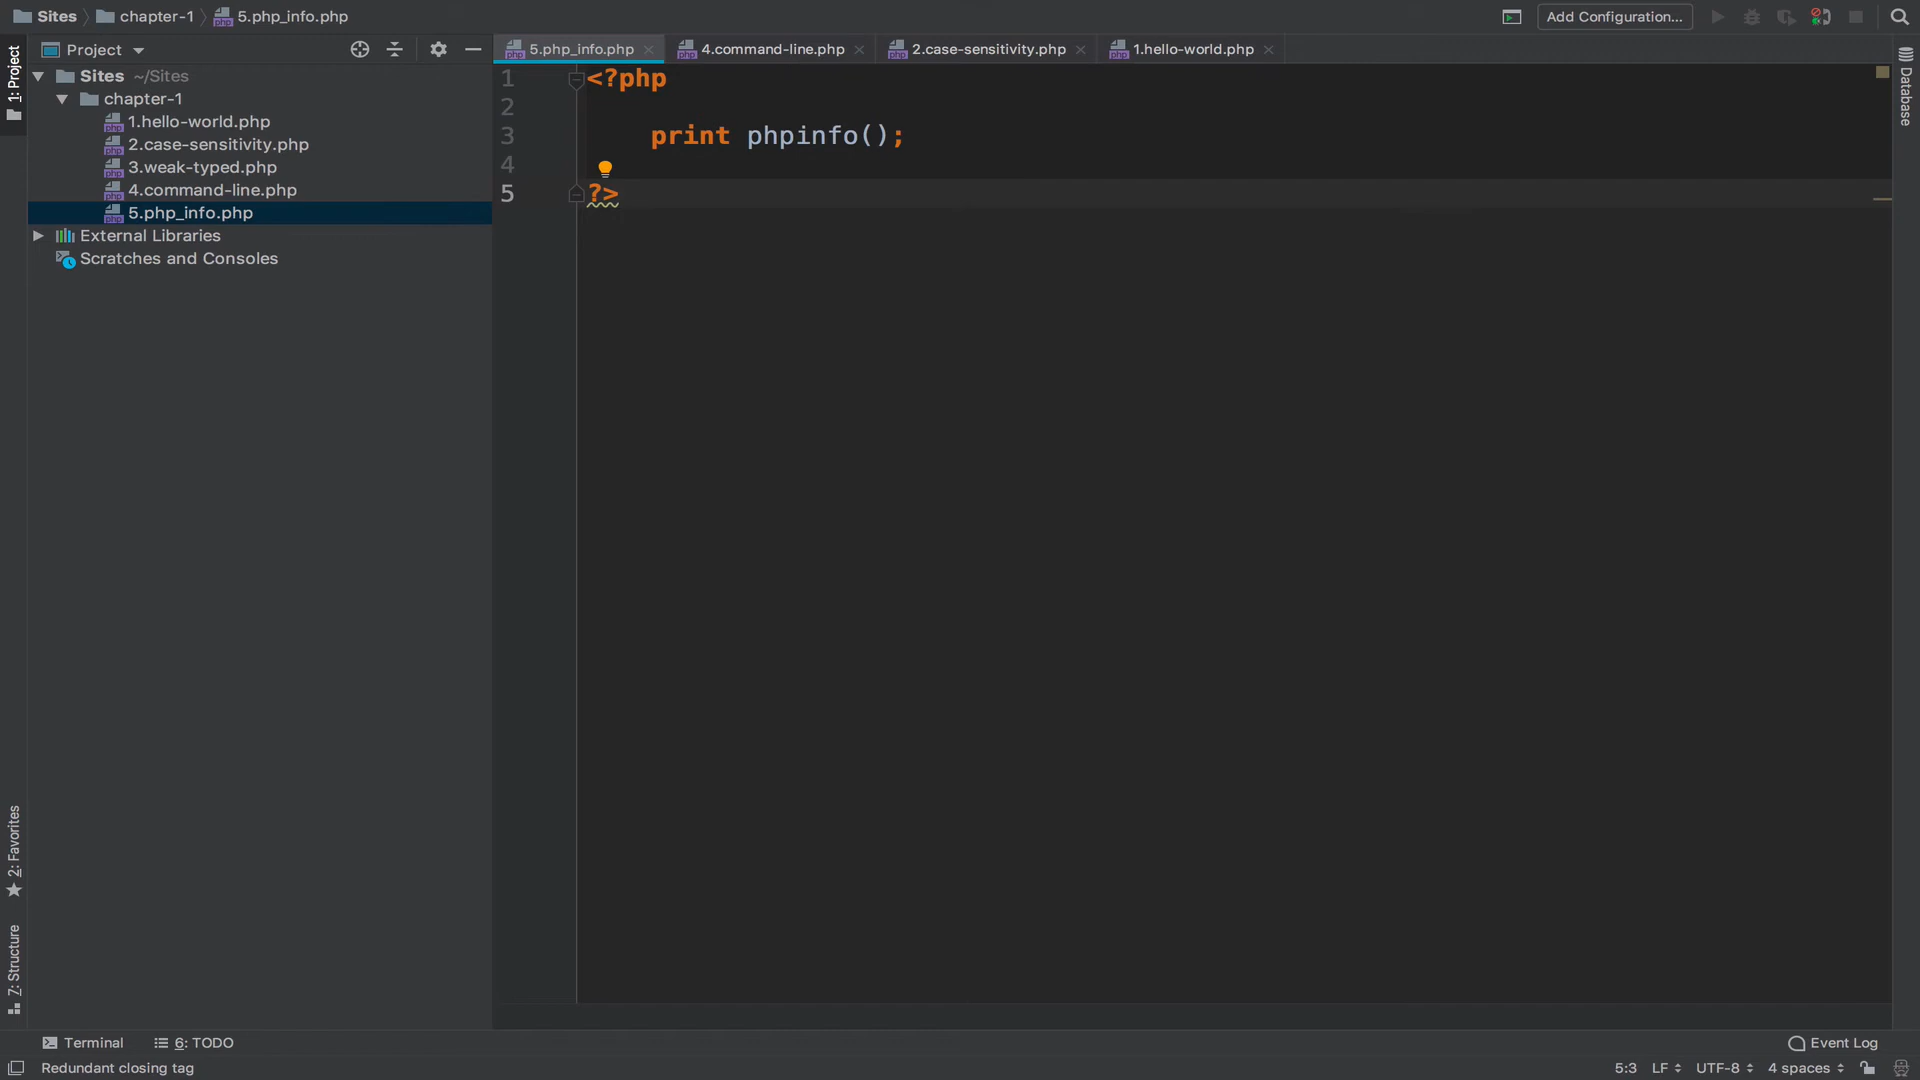 Sites chapter-1 5.php_info.php
Add Configuration...
1: Project
Project
5.php_info.php 4.command-line.php 2.case-sensitivity.php 1.hello-world.php
Database
Sites ~/Sites
chapter-1
1.hello-world.php
2.case-sensitivity.php
3.weak-typed.php
4.command-line.php
5.php_info.php
External Libraries
Scratches and Consoles
1 <?php
2
3 print phpinfo();
4
5 ?>
2: Favorites
7: Structure
Terminal 6: TODO
Event Log
Redundant closing tag
5:3 LF UTF-8 4 spaces